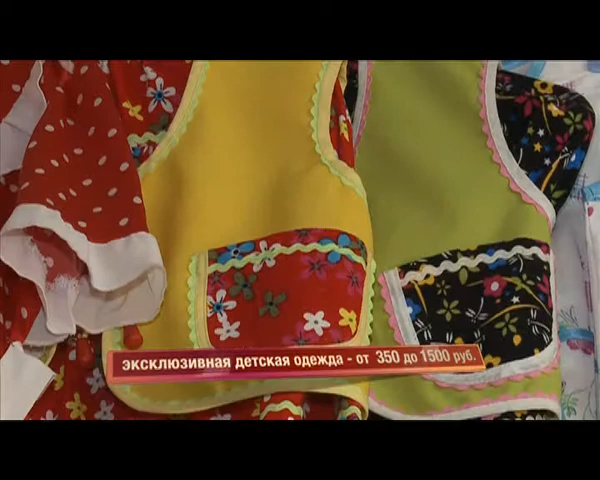 эксклюзивная детская одежда - от 350 до 1500 руб.